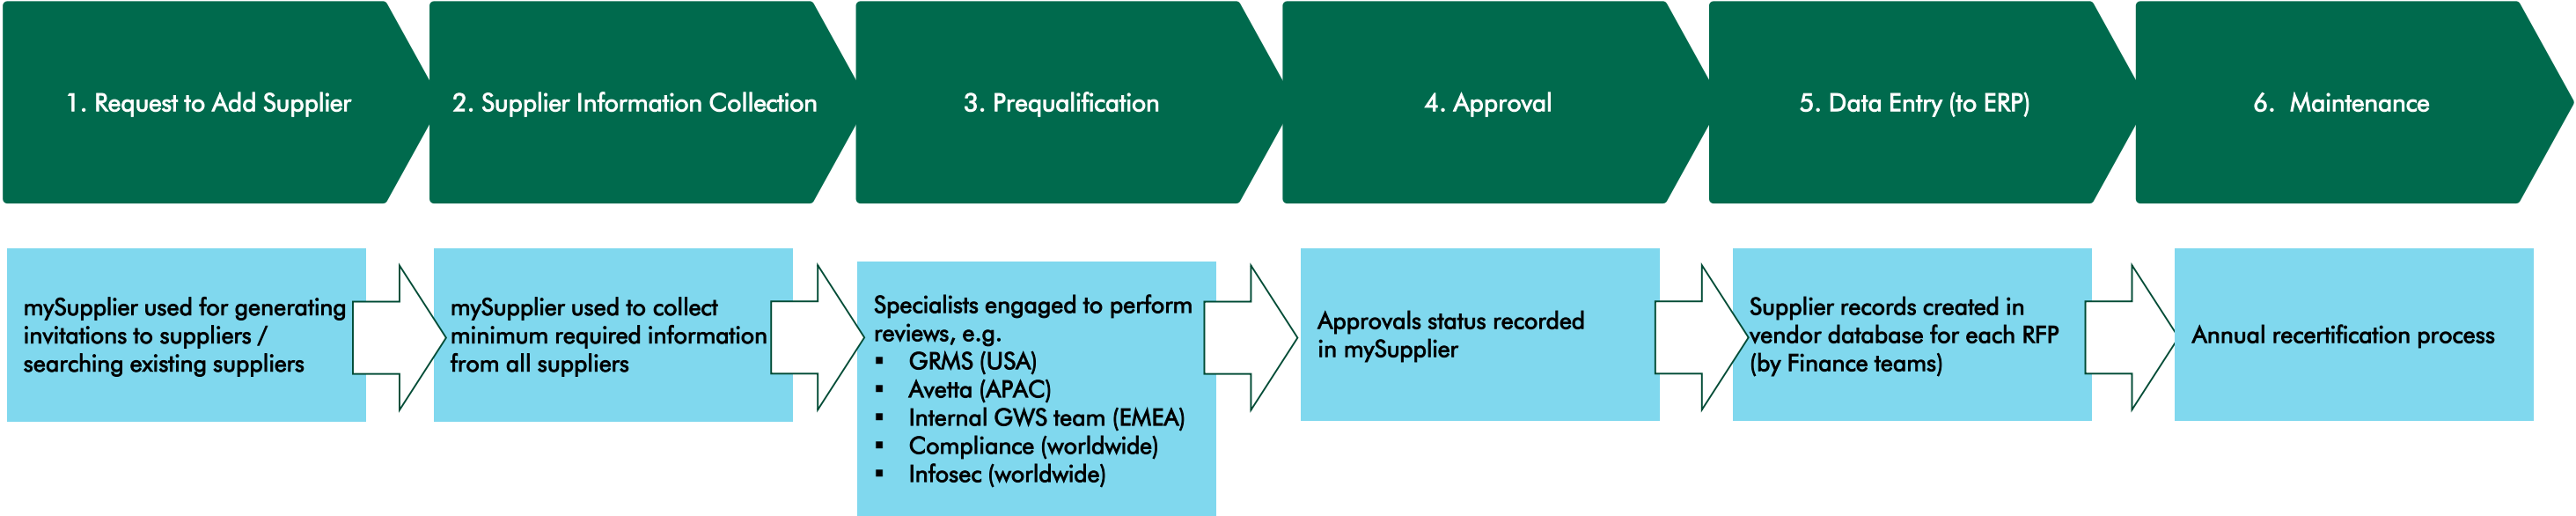 1. Request to Add Supplier
2. Supplier Information Collection
3. Prequalification
4. Approval
5. Data Entry (to ERP)
6. Maintenance
mySupplier used for generating
invitations to suppliers /
searching existing suppliers
mySupplier used to collect
minimum required information
from all suppliers
Specialists engaged to perform
reviews, e.g.
▪ GRMS (USA)
▪ Avetta (APAC)
▪ Internal GWS team (EMEA)
▪ Compliance (worldwide)
▪ Infosec (worldwide)
Approvals status recorded
in mySupplier
Supplier records created in
vendor database for each RFP
(by Finance teams)
Annual recertification process